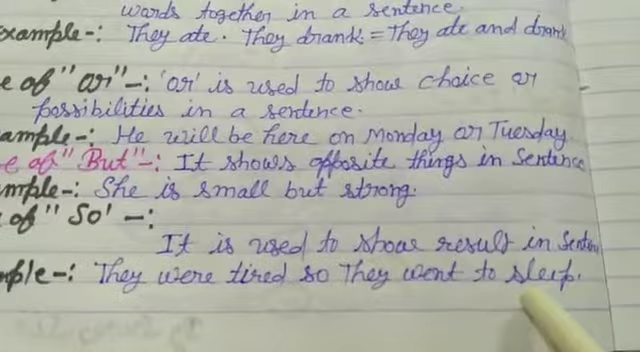 words together in a sentence.
Example-: They ate. They drank = They ate and drank
e of "or"-: 'or' is used to show choice or
possibilities in a sentence.
ample-: He will be here on Monday or Tuesday.
e of "But"-: It shows opposite things in Sentence
mple-: She is small but strong.
of" So' -:
It is used to show result in Senten
mple-: They were tired so They went to sleep.